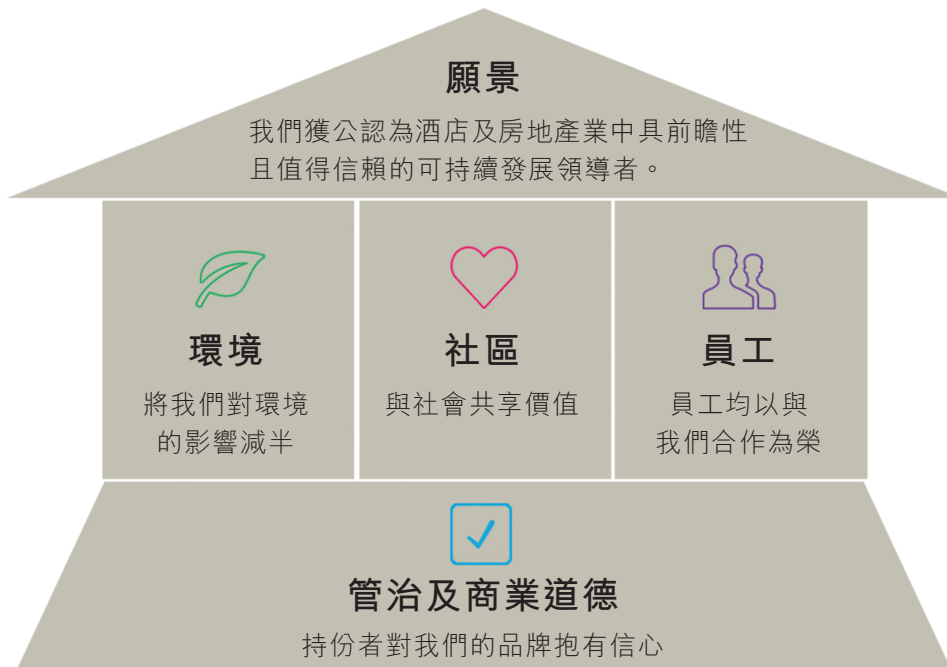 願景
我們獲公認為酒店及房地產業中具前瞻性
且值得信賴的可持續發展領導者。
環境
將我們對環境
的影響減半
社區
與社會共享價值
員工
員工均以與
我們合作為榮
管治及商業道德
持份者對我們的品牌抱有信心